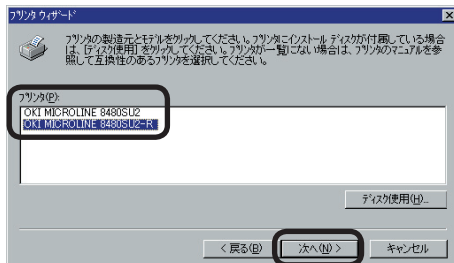 プリンタ ウィザード
プリンタの製造元とモデルをクリックしてください。プリンタにインストール ディスクが付属している場合
は、[ディスク使用] をクリックしてください。プリンタが一覧にない場合は、プリンタのマニュアルを参
照して互換性のあるプリンタを選択してください。
プリンタ(P):
OKI MICROLINE 8480SU2
OKI MICROLINE 8480SU2-R
ディスク使用(H)...
< 戻る(B)
次へ(N) >
キャンセル